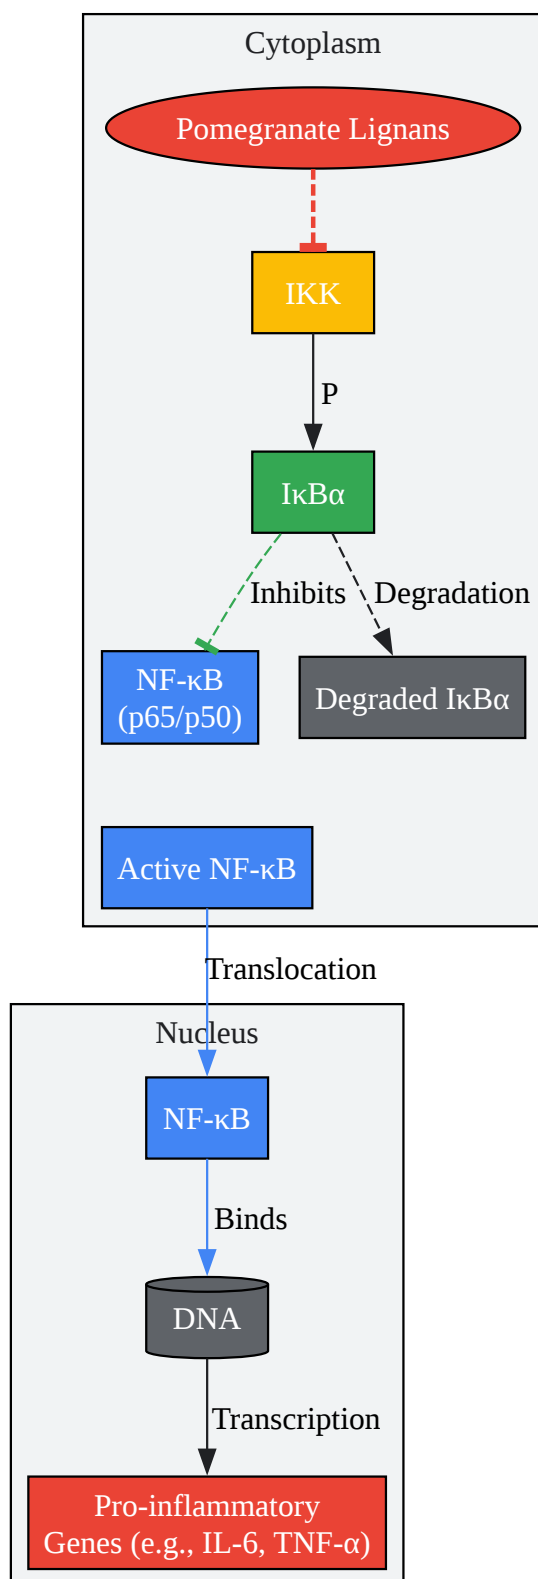 Cytoplasm
Pomegranate Lignans
IKK
P
IκBα
Inhibits
Degradation
NF-κB
(p65/p50)
Degraded IκBα
Active NF-κB
Translocation
Nucleus
NF-κB
Binds
DNA
Transcription
Pro-inflammatory
Genes (e.g., IL-6, TNF-α)